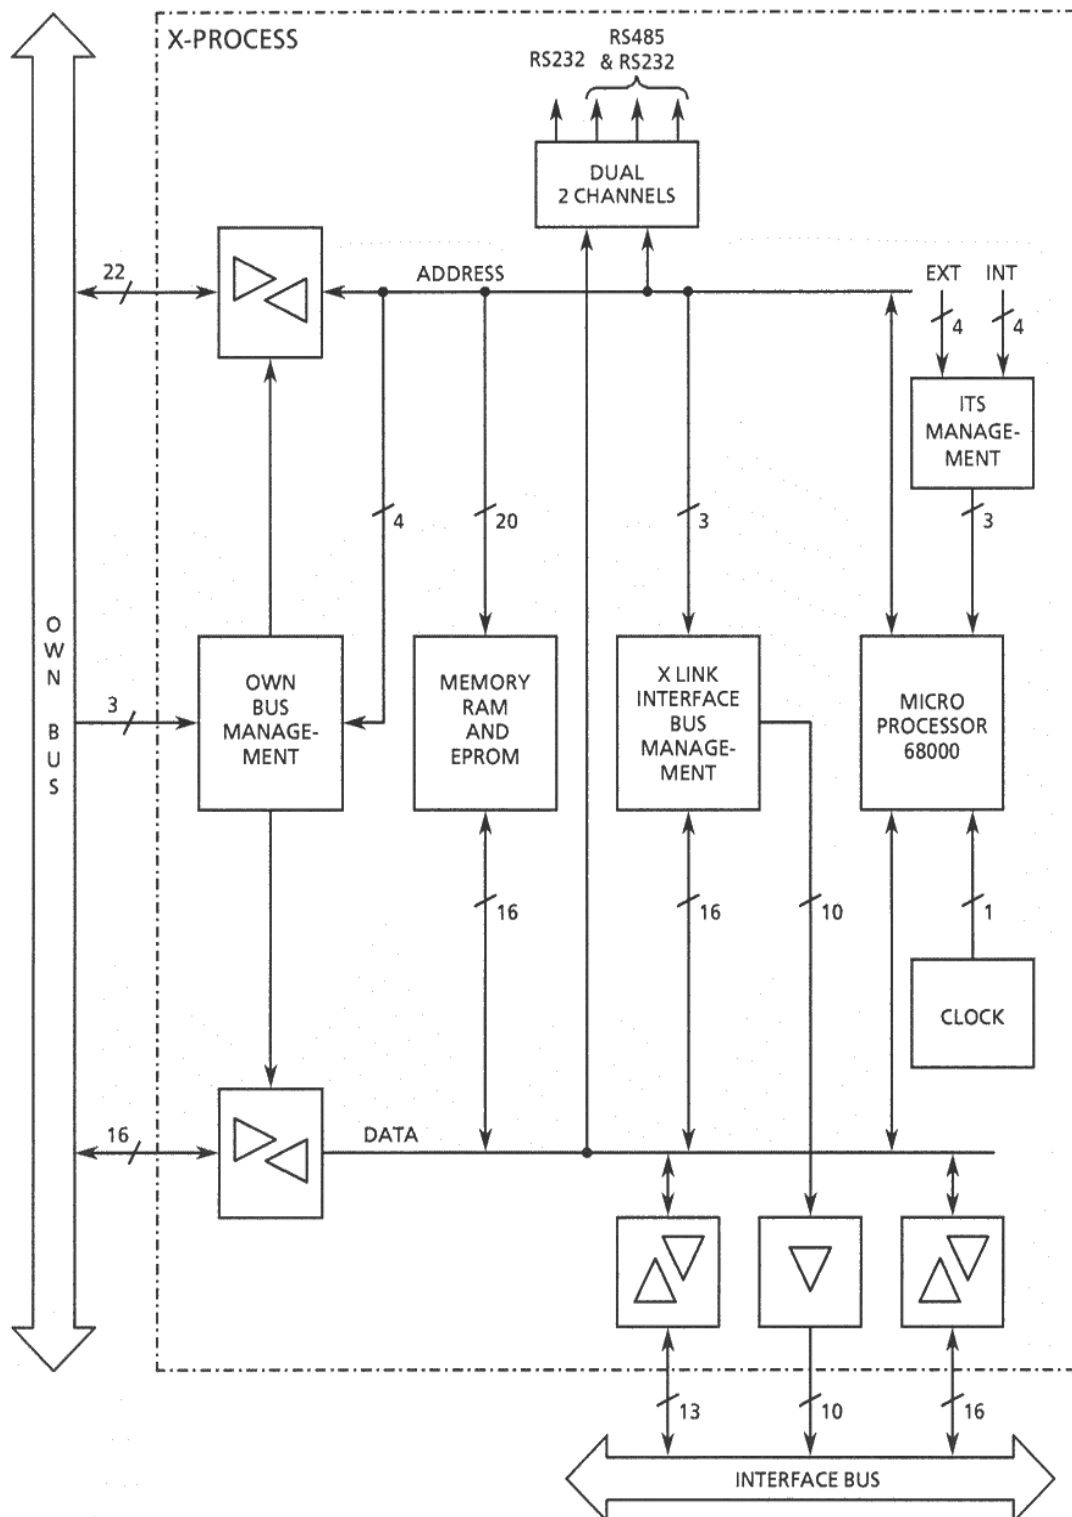 X-PROCESS
RS485
RS232 & RS232
DUAL
2 CHANNELS
22
ADDRESS
EXT INT
4 4
ITS
MANAGE-
MENT
4 20 3 3
O
W
N
B
U
S
3
OWN
BUS
MANAGE-
MENT
MEMORY
RAM
AND
EPROM
X LINK
INTERFACE
BUS
MANAGE-
MENT
MICRO
PROCESSOR
68000
16 16 10 1
CLOCK
16
DATA
13 10 16
INTERFACE BUS